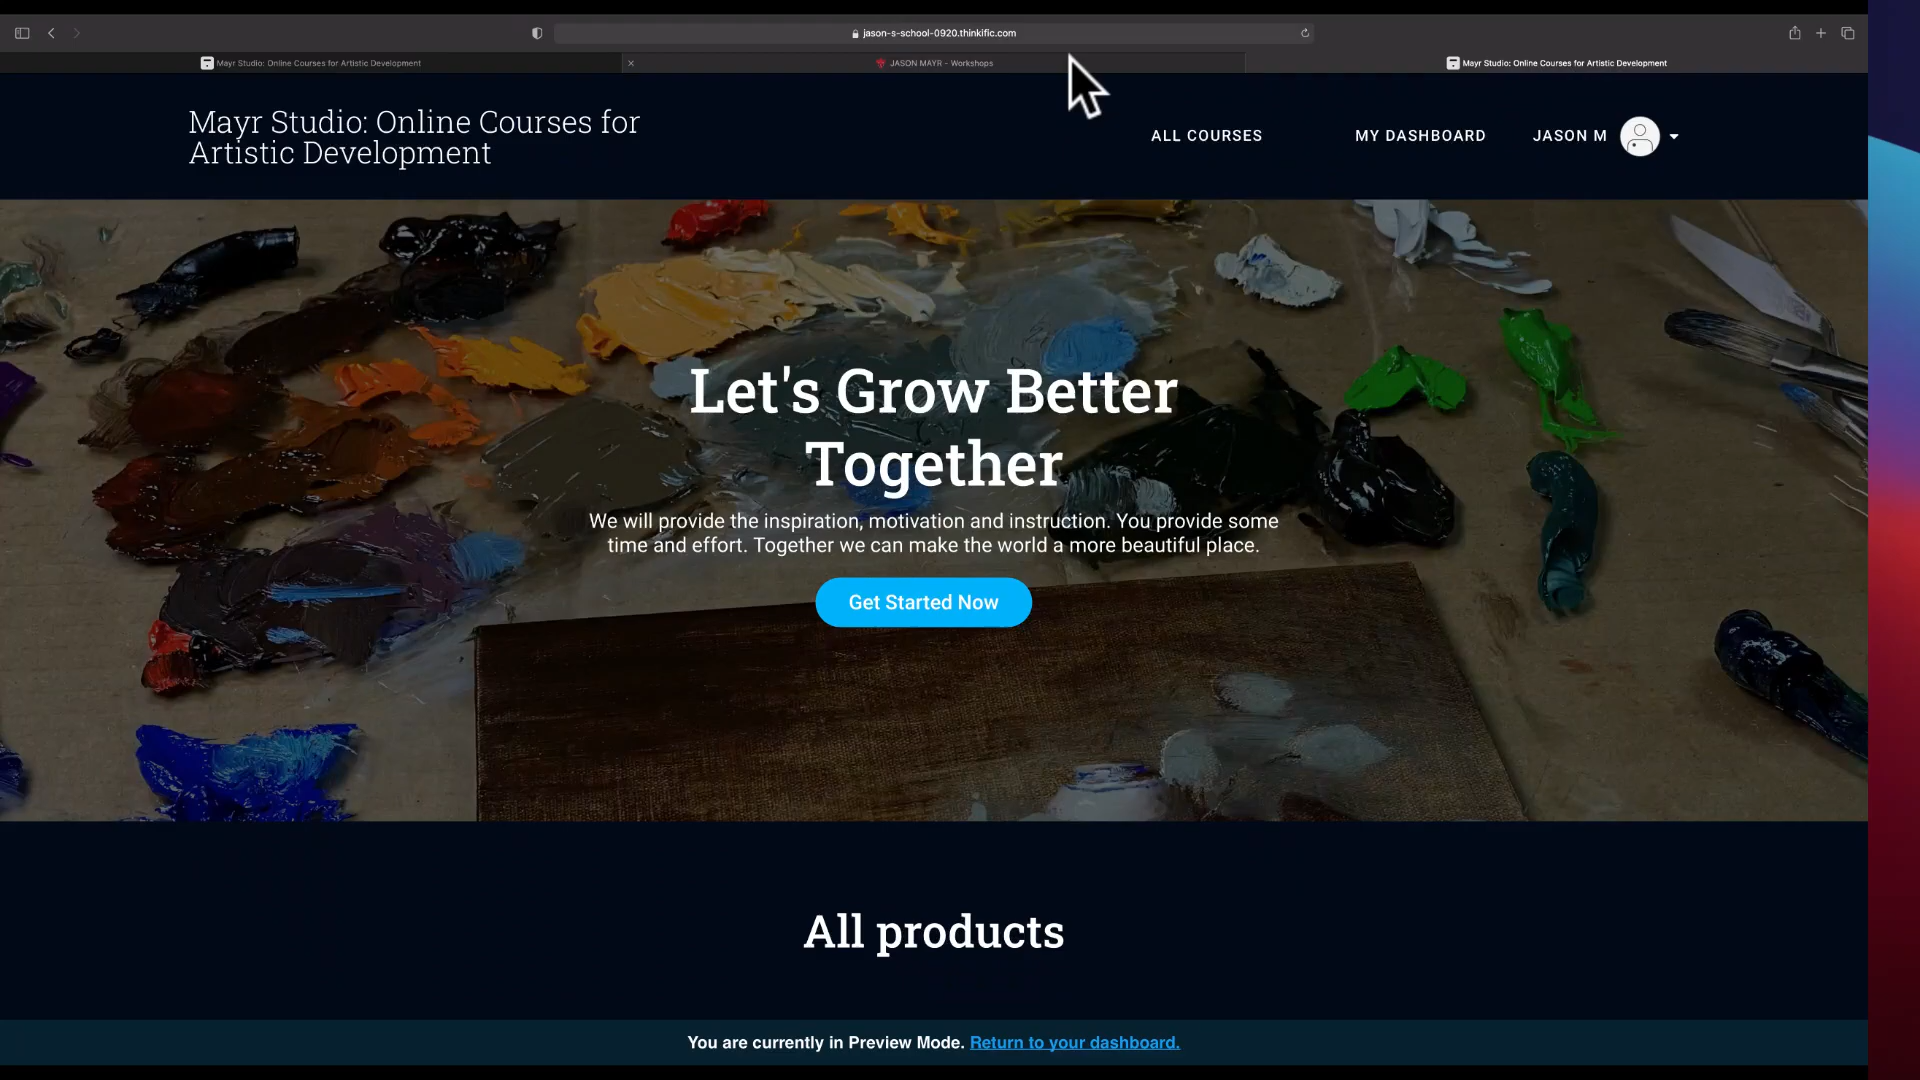 jason-s-school-0920.thinkific.com
Mayr Studio: Online Courses for Artistic Development
JASON MAYR - Workshops
Mayr Studio: Online Courses for Artistic Development
Mayr Studio: Online Courses for
Artistic Development
ALL COURSES
MY DASHBOARD
JASON M
Let's Grow Better
Together
We will provide the inspiration, motivation and instruction. You provide some
time and effort. Together we can make the world a more beautiful place.
Get Started Now
All products
You are currently in Preview Mode. Return to your dashboard.